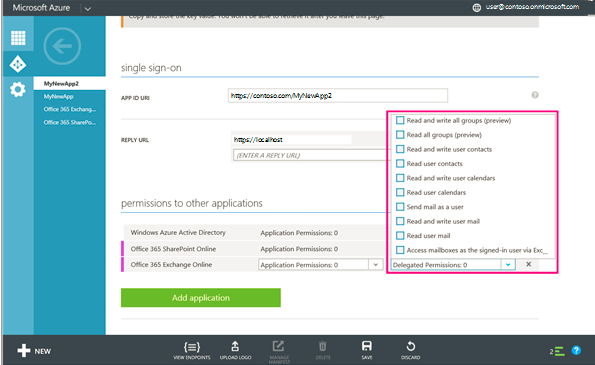 Microsoft Azure
user@contoso.onmicrosoft.com
Copy and store the key value. You won't be able to retrieve it after you leave this page.
MyNewApp2
MyNewApp
Office 365 Exchang...
Office 365 SharePo...
single sign-on
APP ID URI
https://contoso.com/MyNewApp2
REPLY URL
https://localhost
(ENTER A REPLY URL)
Read and write all groups (preview)
Read all groups (preview)
Read and write user contacts
Read user contacts
Read and write user calendars
Read user calendars
Send mail as a user
Read and write user mail
Read user mail
Access mailboxes as the signed-in user via Exc...
permissions to other applications
Windows Azure Active Directory Application Permissions: 0
Office 365 SharePoint Online Application Permissions: 0
Office 365 Exchange Online Application Permissions: 0 Delegated Permissions: 0
Add application
NEW
VIEW ENDPOINTS
UPLOAD LOGO
MANAGE MANIFEST
DELETE
SAVE
DISCARD
2